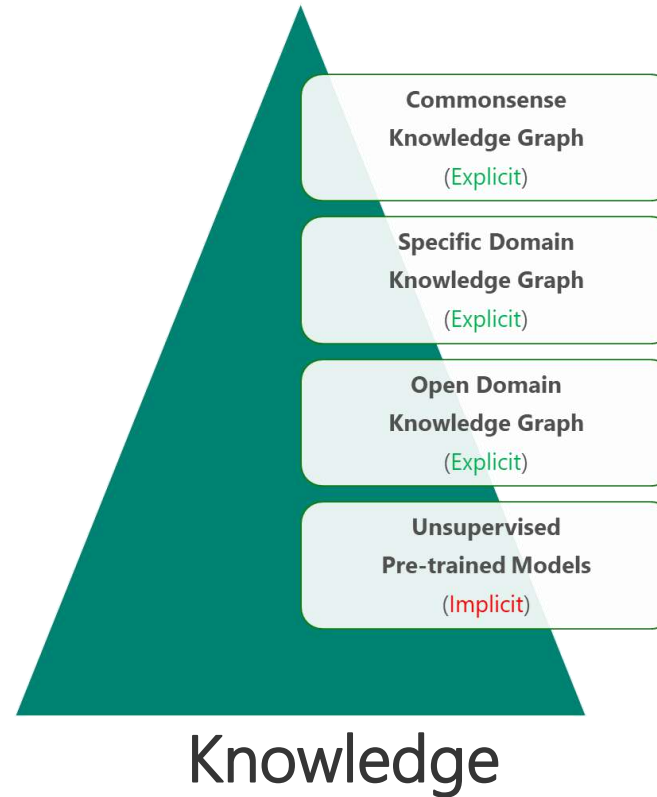 Commonsense
Knowledge Graph
(Explicit)
Specific Domain
Knowledge Graph
(Explicit)
Open Domain
Knowledge Graph
(Explicit)
Unsupervised
Pre-trained Models
(Implicit)
Knowledge